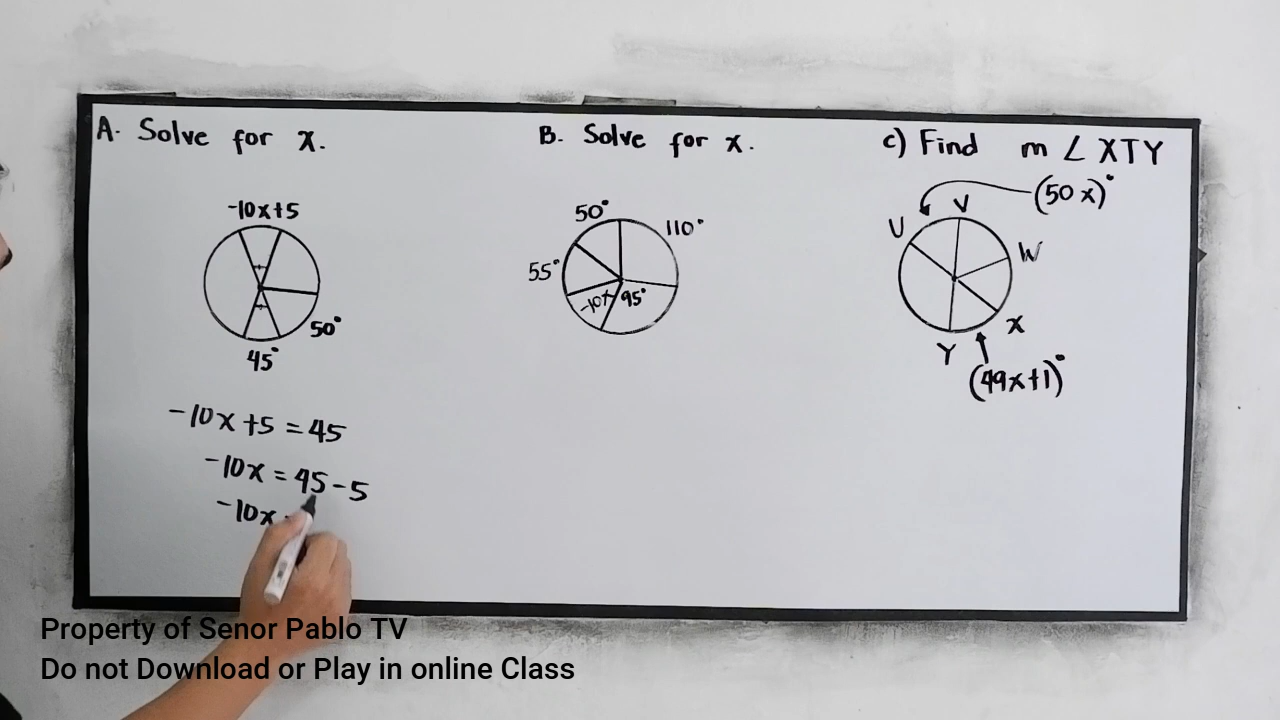 A. Solve for x.
-10x+5
50°
45°
-10x+5 = 45
-10x = 45-5
-10x
B. Solve for x.
50°
110°
55°
-10x
95°
c) Find m∠XTY
(50x)°
V
U
W
X
Y
(49x+1)°
Property of Senor Pablo TV
Do not Download or Play in online Class